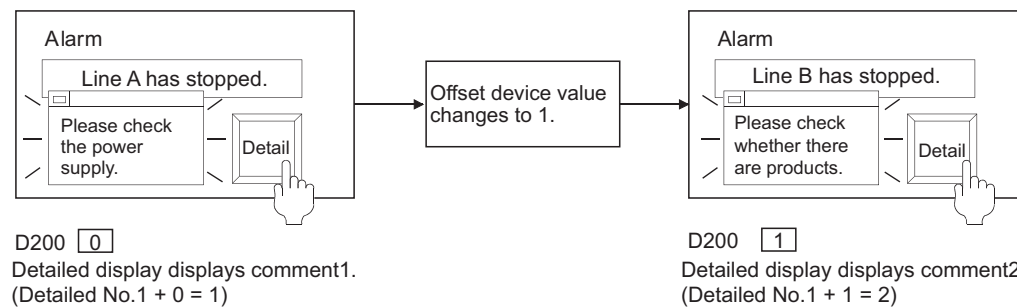 Alarm
Line A has stopped.
Please check
the power
supply.
Detail
D200 0
Detailed display displays comment1.
(Detailed No.1 + 0 = 1)
Offset device value
changes to 1.
Alarm
Line B has stopped.
Please check
whether there
are products.
Detail
D200 1
Detailed display displays comment2
(Detailed No.1 + 1 = 2)